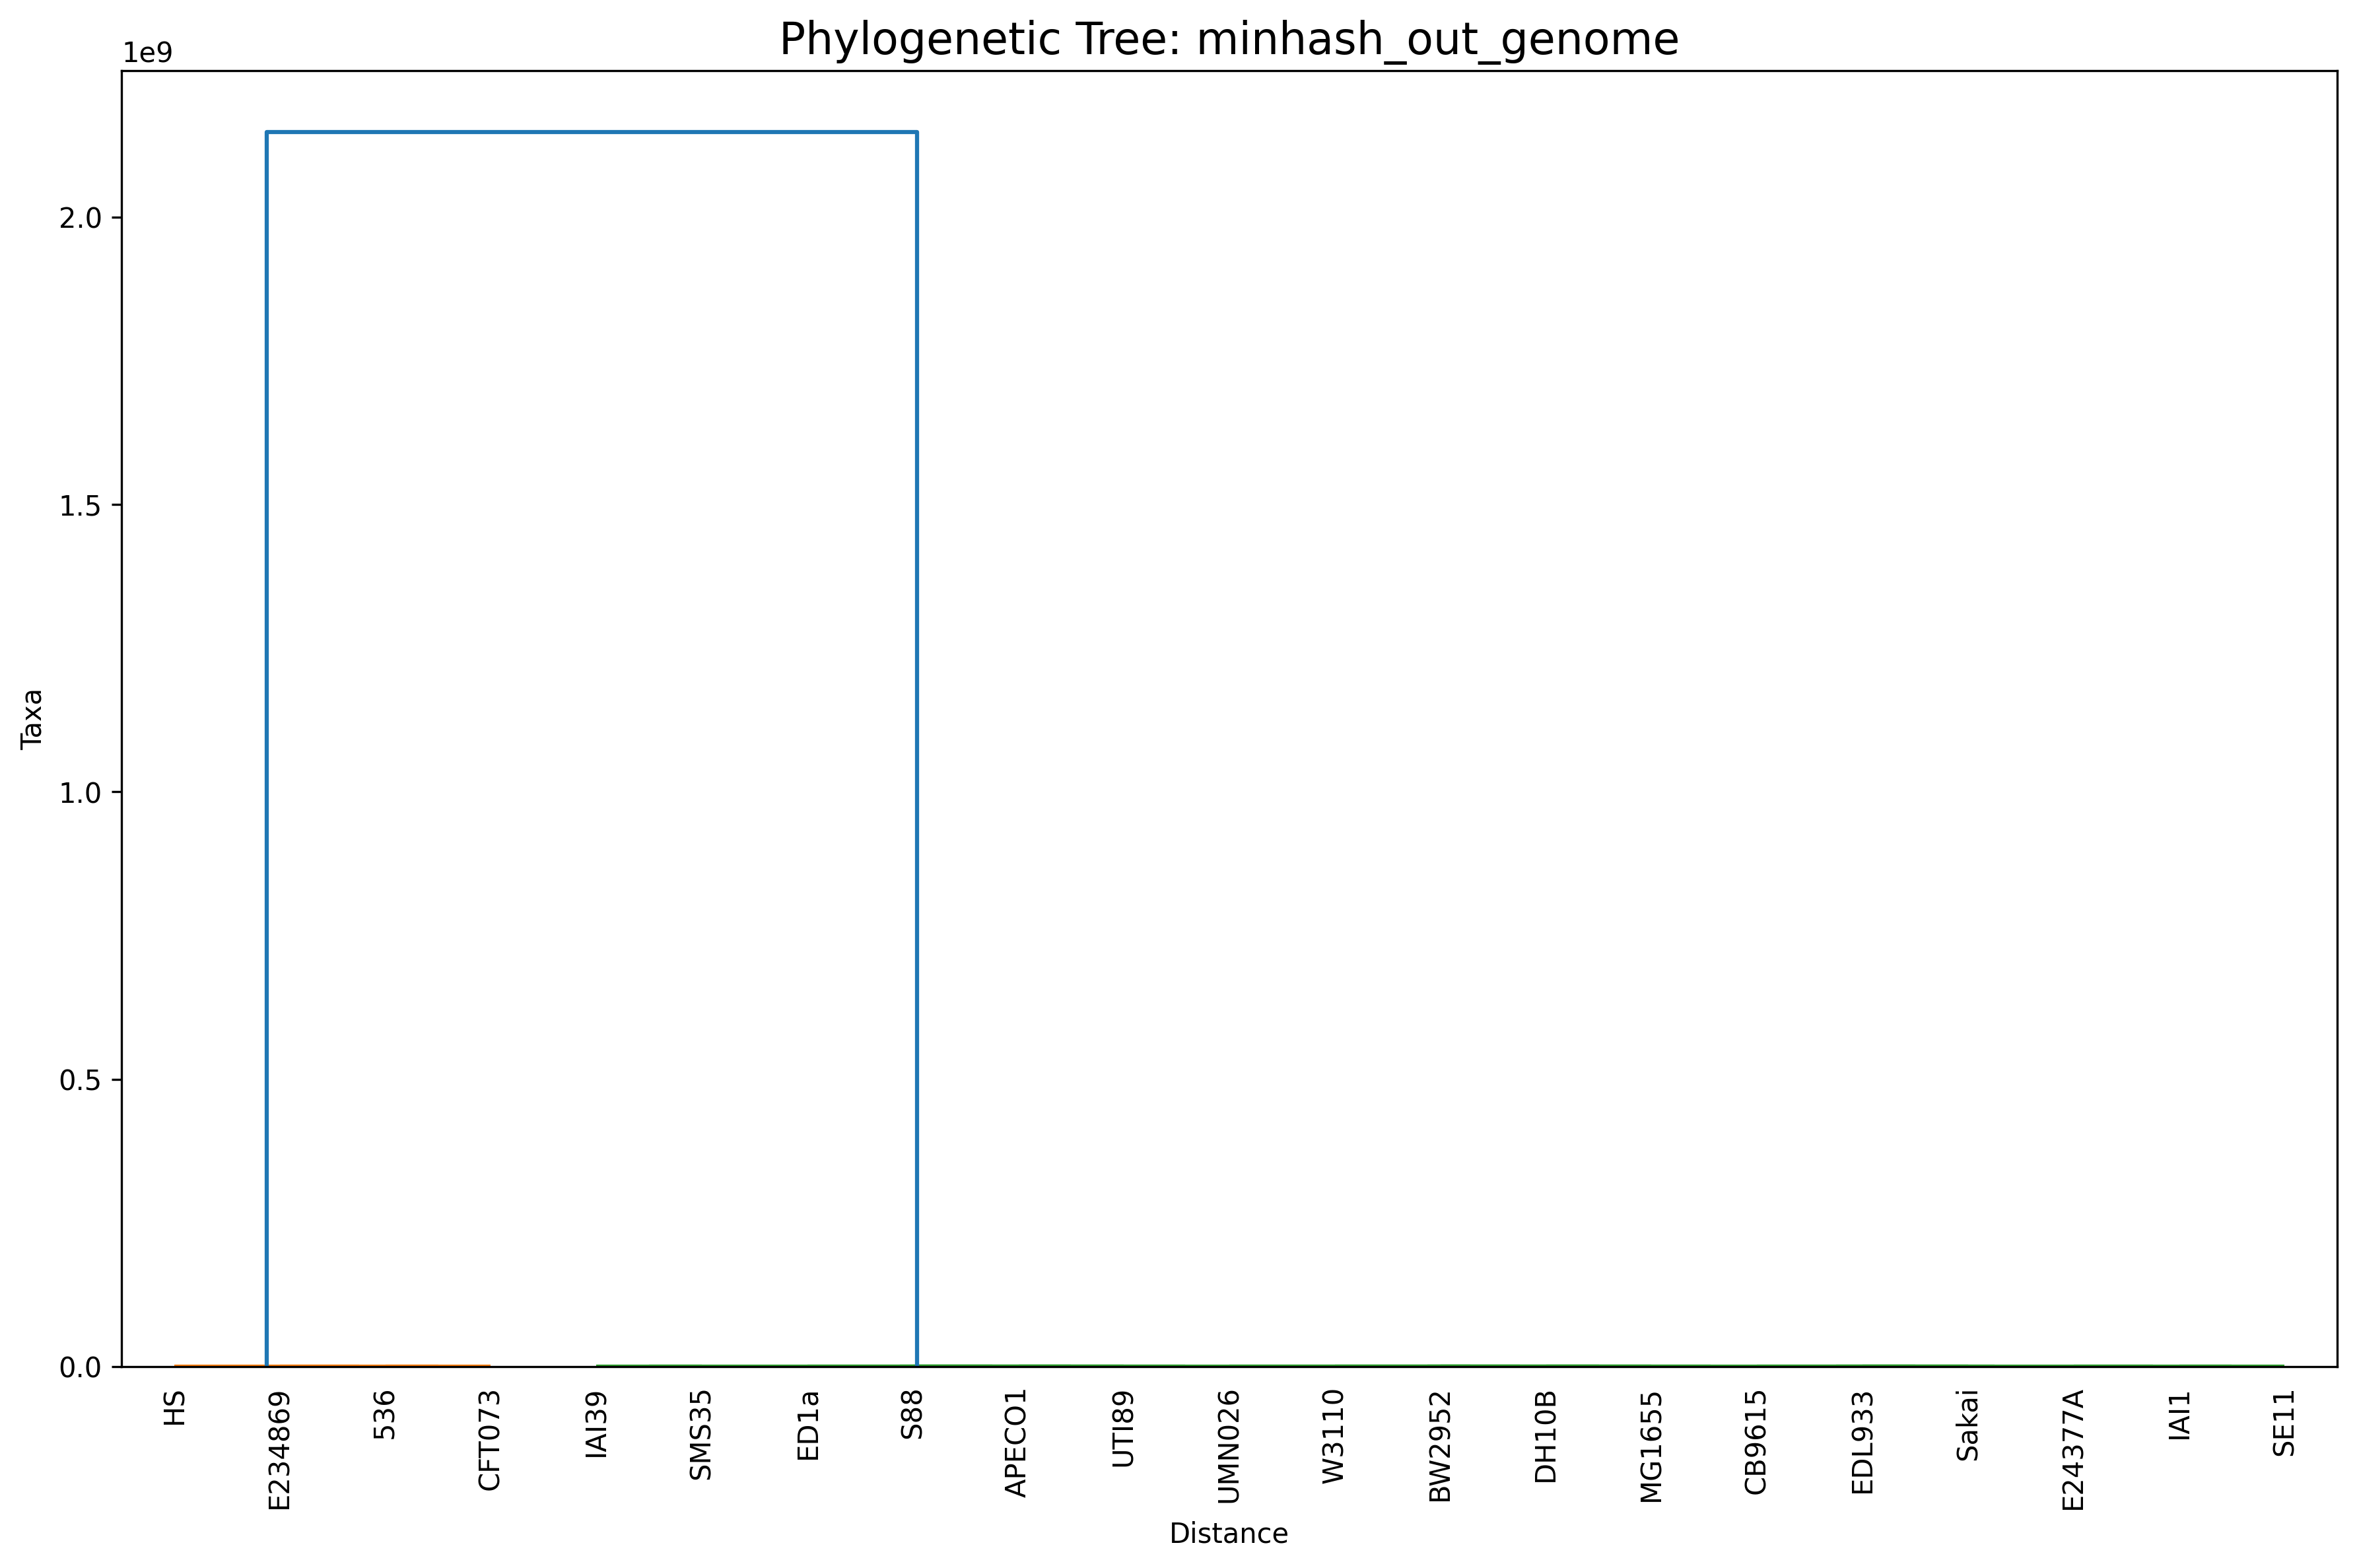 Phylogenetic Tree: minhash_out_genome
1e9
2.0
1.5
1.0
0.5
0.0
Taxa
HS
E234869
536
CFT073
IAI39
SMS35
ED1a
S88
APECO1
UTI89
UMN026
W3110
BW2952
DH10B
MG1655
CB9615
EDL933
Sakai
E24377A
IAI1
SE11
Distance